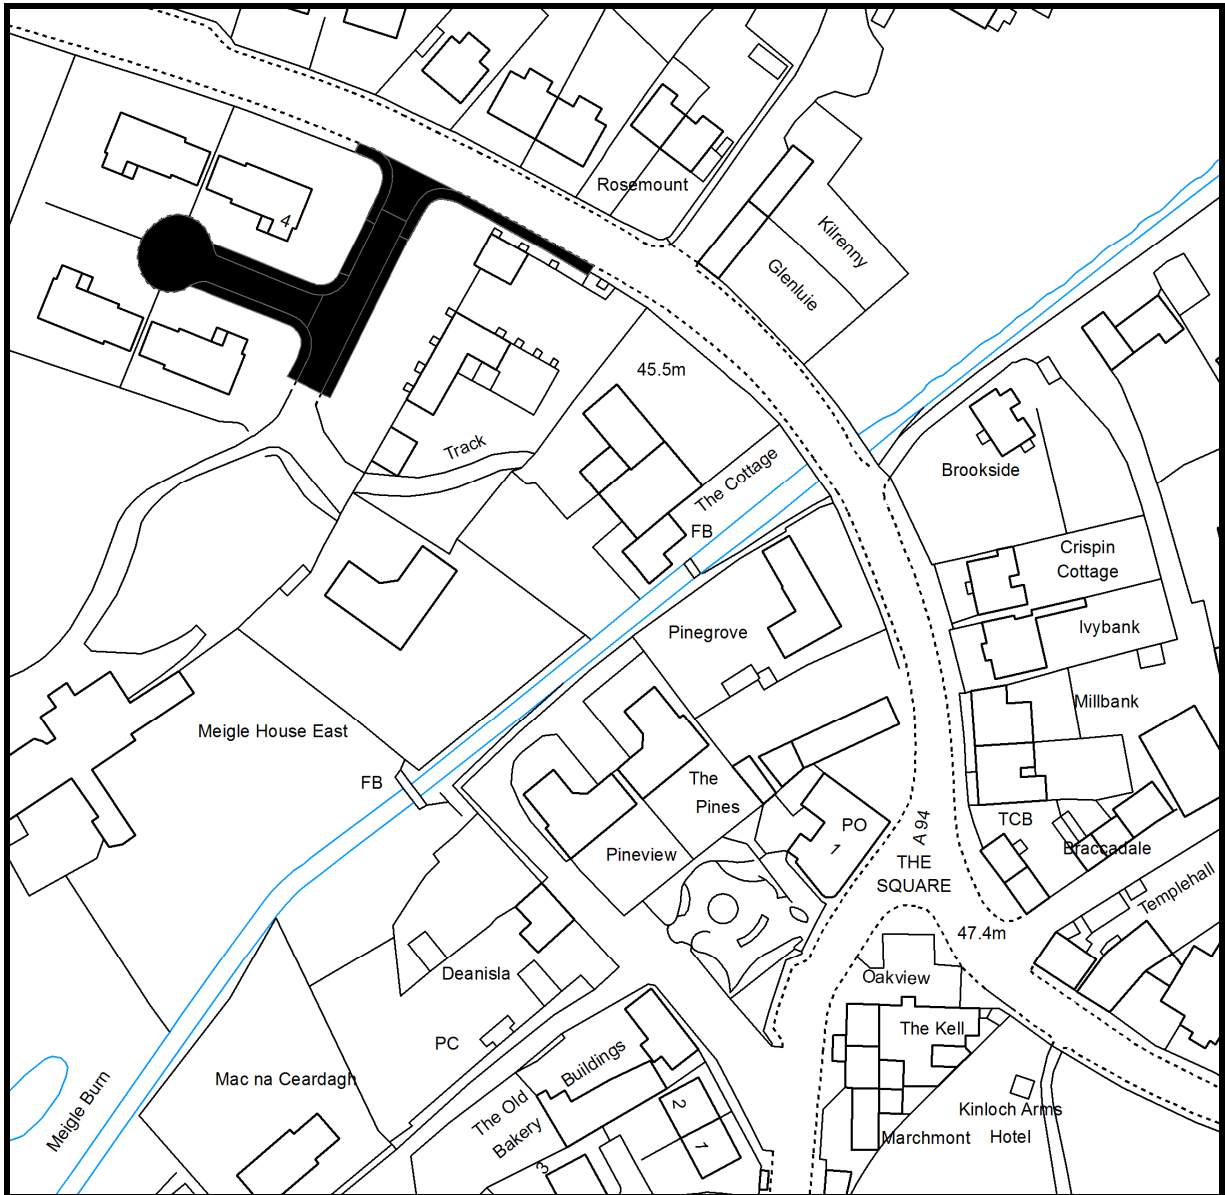 Rosemount
4
Kilrenny
Glenluie
45.5m
Track
The Cottage
Brookside
FB
Crispin
Cottage
Pinegrove
Ivybank
Millbank
Meigle House East
FB
The
Pines
PO
1
A 94
TCB
Braccadale
Pineview
THE
SQUARE
Templehall
47.4m
Deanisla
Oakview
PC
The Kell
Buildings
Mac na Ceardagh
Meigle Burn
The Old
Bakery
2
1
3
Kinloch Arms
Hotel
Marchmont